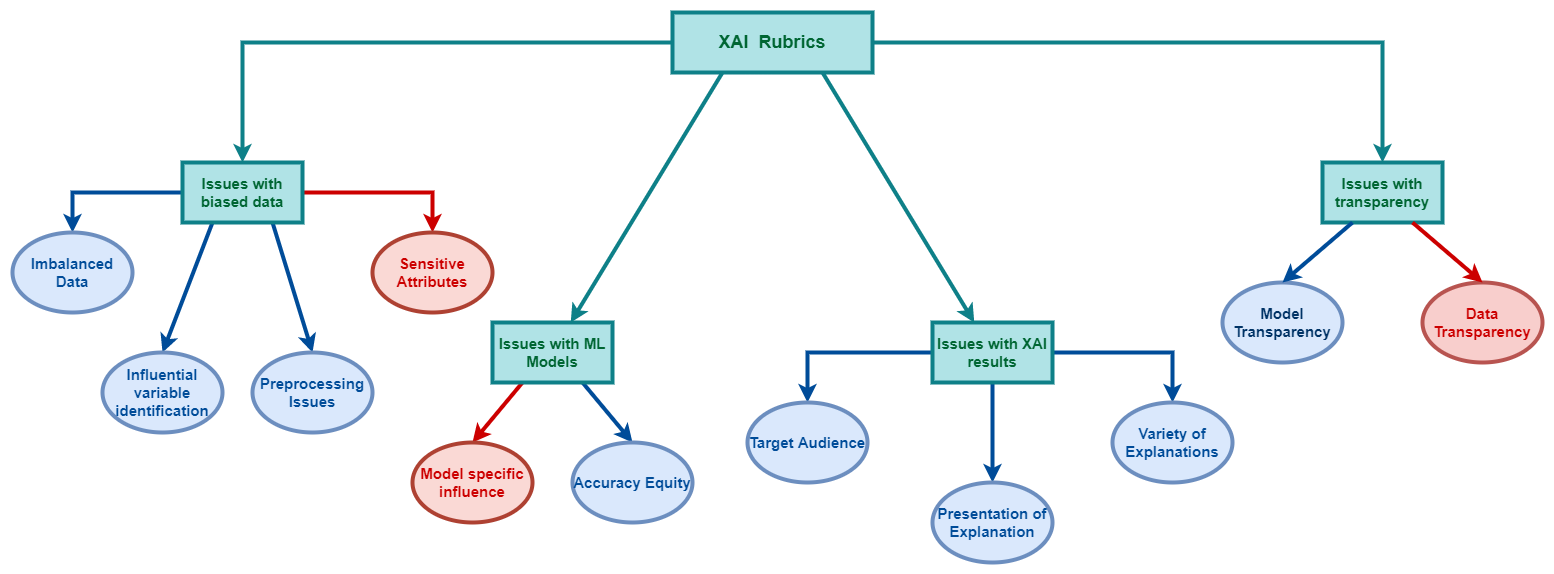 XAI  Rubrics
Issues with
biased data
Issues with
transparency
Imbalanced
Data
Sensitive
Attributes
Model
Transparency
Data
Transparency
Issues with ML
Models
Issues with XAI
results
Influential
variable
identification
Preprocessing
Issues
Target Audience
Variety of
Explanations
Model specific
influence
Accuracy Equity
Presentation of
Explanation